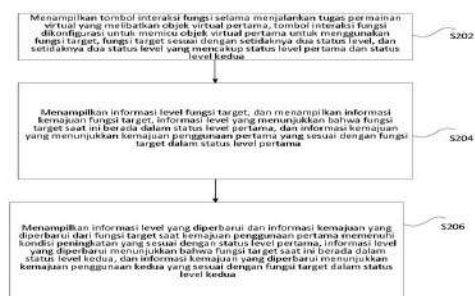 Menampilkan tombol interaksi fungsi selama menjalankan tugas permainan
virtual yang melibatkan objek virtual pertama, tombol interaksi fungsi
dikonfigurasi untuk memicu objek virtual pertama untuk menggunakan
fungsi target, fungsi target sesuai dengan setidaknya dua status level, dan
setidaknya dua status level yang mencakup status level pertama dan status
level kedua
S202
Menampilkan informasi level fungsi target, dan menampilkan informasi
kemajuan fungsi target, informasi level yang menunjukkan bahwa fungsi
target saat ini berada dalam status level pertama, dan informasi kemajuan
yang menunjukkan kemajuan penggunaan pertama yang sesuai dengan fungsi
target dalam status level pertama
S204
Menampilkan informasi level yang diperbarui dan informasi kemajuan yang
diperbarui dari fungsi target saat kemajuan penggunaan pertama memenuhi
kondisi peningkatan yang sesuai dengan status level pertama, informasi level
yang diperbarui menunjukkan bahwa fungsi target saat ini berada dalam
status level kedua, dan informasi kemajuan yang diperbarui menunjukkan
kemajuan penggunaan kedua yang sesuai dengan fungsi target dalam status
level kedua
S206